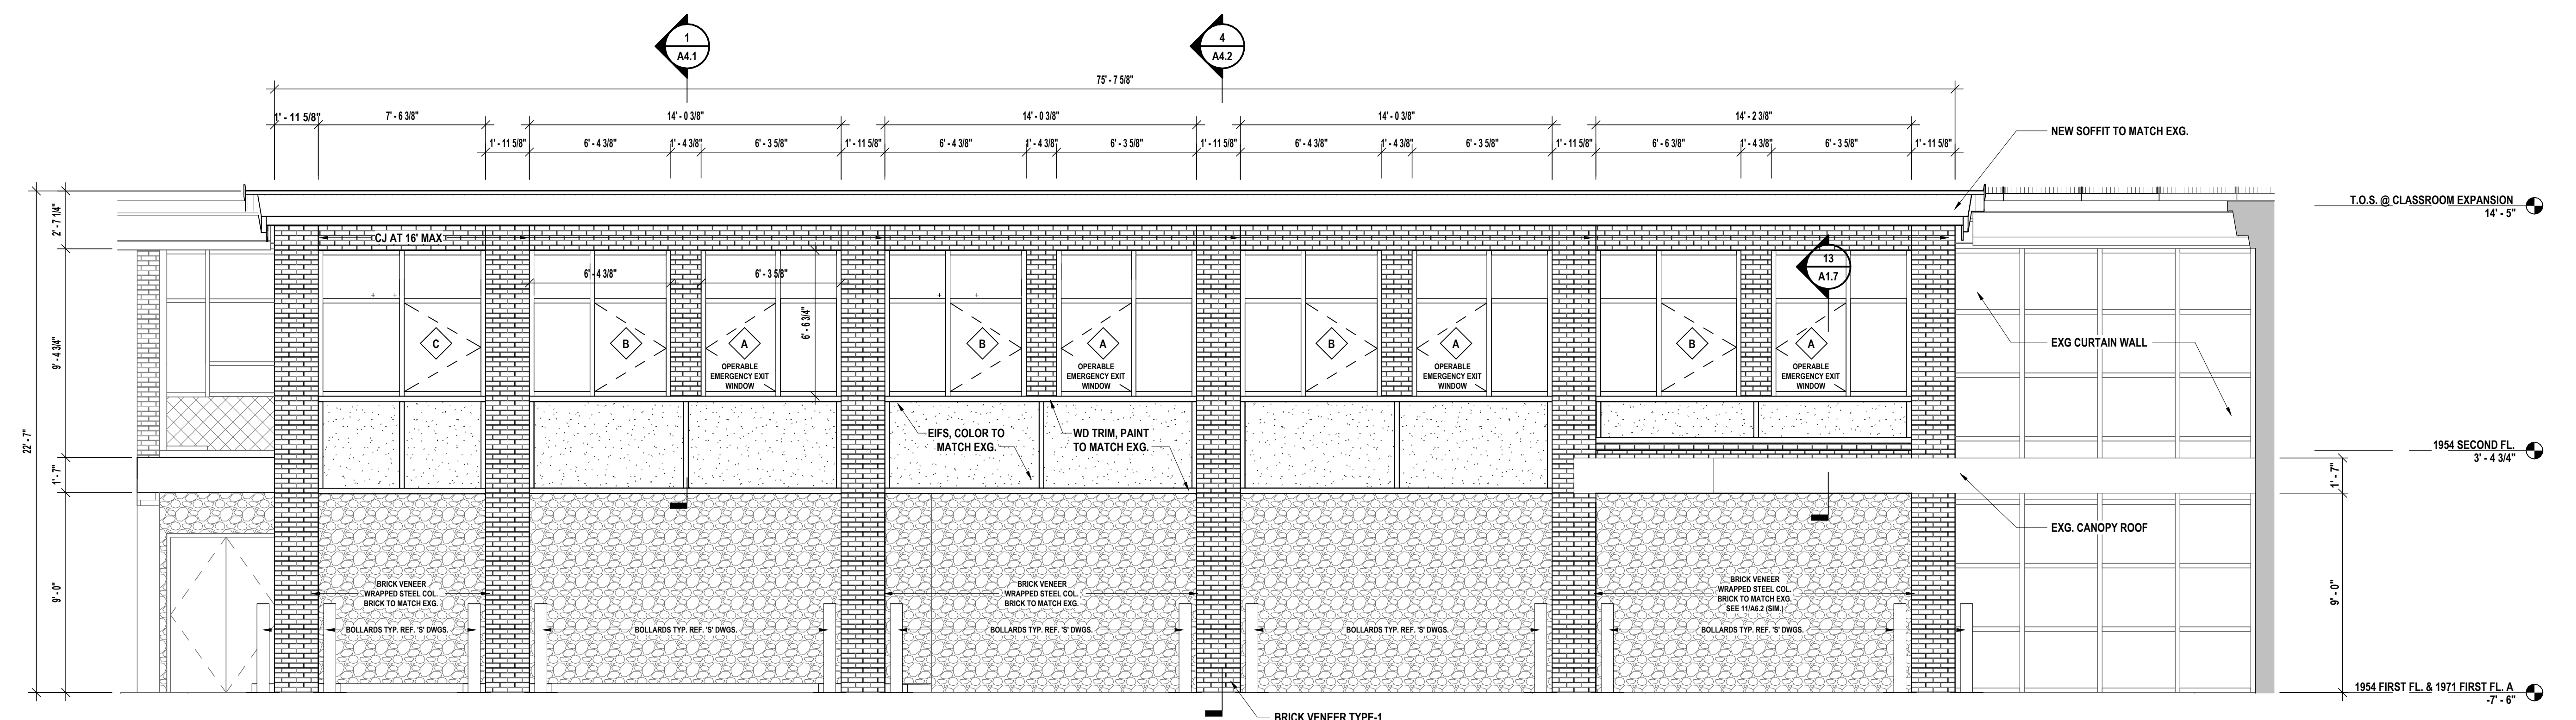 1
A4.1
4
A4.2
75' - 7 5/8"
1' - 11 5/8"
7' - 6 3/8"
14' - 0 3/8"
14' - 0 3/8"
14' - 0 3/8"
14' - 2 3/8"
1' - 11 5/8"
6' - 4 3/8"
1' - 4 3/8"
6' - 3 5/8"
1' - 11 5/8"
6' - 4 3/8"
1' - 4 3/8"
6' - 3 5/8"
1' - 11 5/8"
6' - 4 3/8"
1' - 4 3/8"
6' - 3 5/8"
1' - 11 5/8"
6' - 6 3/8"
1' - 4 3/8"
6' - 3 5/8"
1' - 11 5/8"
NEW SOFFIT TO MATCH EXG.
T.O.S. @ CLASSROOM EXPANSION
14' - 5"
2' - 7 1/4"
CJ AT 16' MAX
13
A1.7
6' - 4 3/8"
6' - 3 5/8"
6' - 6 3/4"
9' - 4 3/4"
C
B
A
B
A
B
A
B
A
EXG CURTAIN WALL
OPERABLE
EMERGENCY EXIT
WINDOW
OPERABLE
EMERGENCY EXIT
WINDOW
OPERABLE
EMERGENCY EXIT
WINDOW
OPERABLE
EMERGENCY EXIT
WINDOW
22' - 7"
EIFS, COLOR TO
MATCH EXG.
WD TRIM, PAINT
TO MATCH EXG.
1954 SECOND FL.
3' - 4 3/4"
1' - 7"
1' - 7"
EXG. CANOPY ROOF
9' - 0"
9' - 0"
BRICK VENEER
WRAPPED STEEL COL.
BRICK TO MATCH EXG.
BRICK VENEER
WRAPPED STEEL COL.
BRICK TO MATCH EXG.
BRICK VENEER
WRAPPED STEEL COL.
BRICK TO MATCH EXG.
SEE 11/A6.2 (SIM.)
BOLLARDS TYP. REF. 'S' DWGS.
BOLLARDS TYP. REF. 'S' DWGS.
BOLLARDS TYP. REF. 'S' DWGS.
BOLLARDS TYP. REF. 'S' DWGS.
BOLLARDS TYP. REF. 'S' DWGS.
1954 FIRST FL. & 1971 FIRST FL. A
-7' - 6"
BRICK VENEER TYPE-1